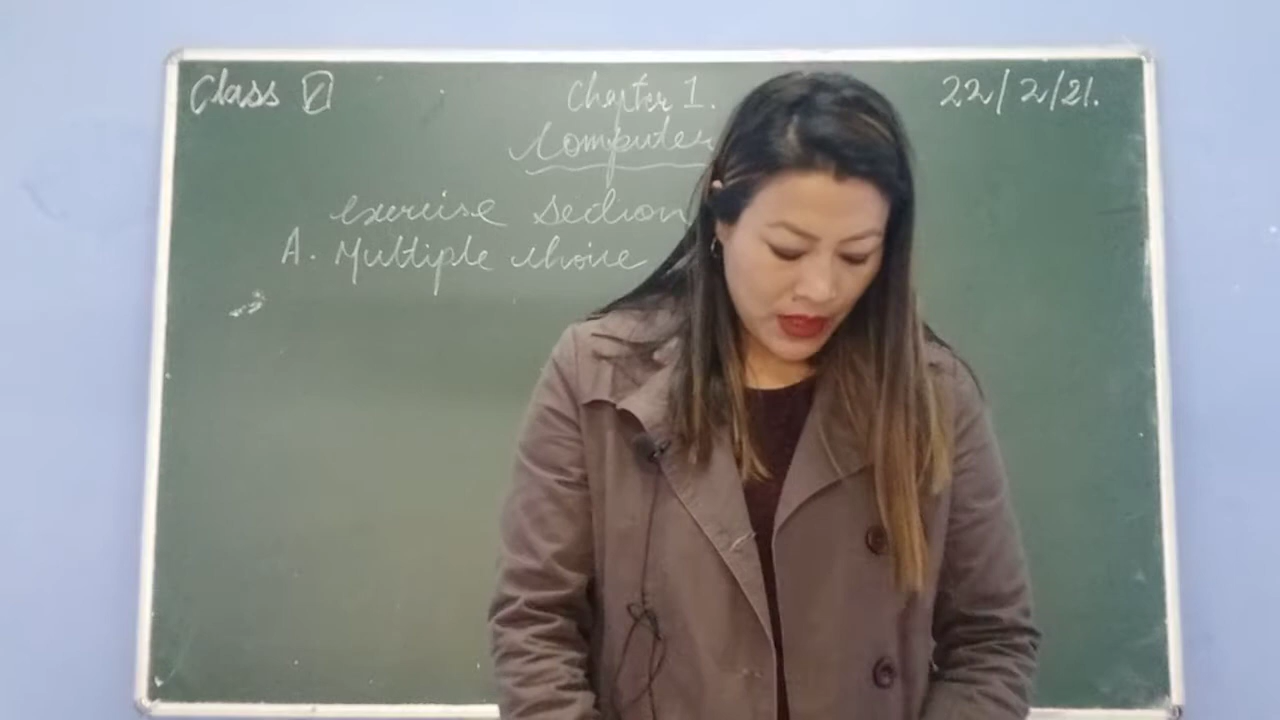 Class
Chapter 1.
22/2/21.
Computer
exercise section
A. Multiple choice